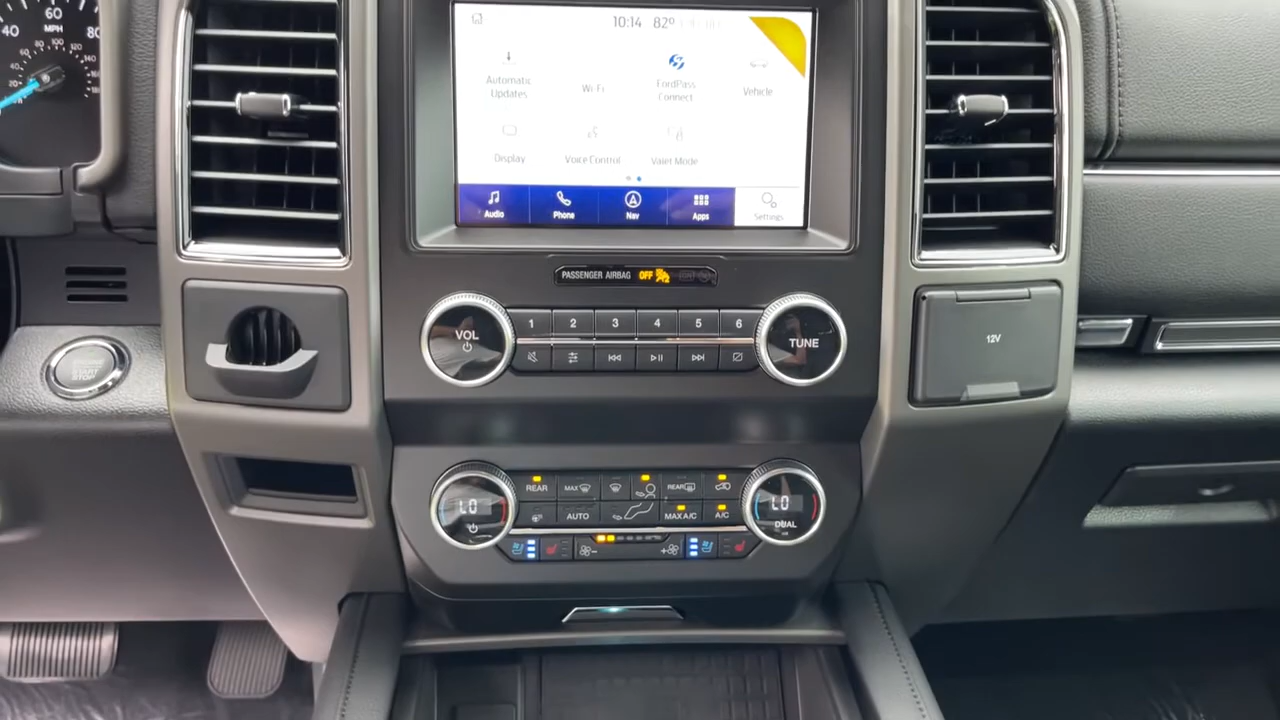 60
MPH
40
80
10:14 82°
Automatic
Updates
Wi-Fi
FordPass
Connect
Vehicle
Display
Voice Control
Valet Mode
Audio
Phone
Nav
Apps
Settings
PASSENGER AIRBAG OFF
VOL
1 2 3 4 5 6
TUNE
12V
START
STOP
REAR
MAX
REAR
LO
LO
AUTO
MAX A/C
A/C
DUAL